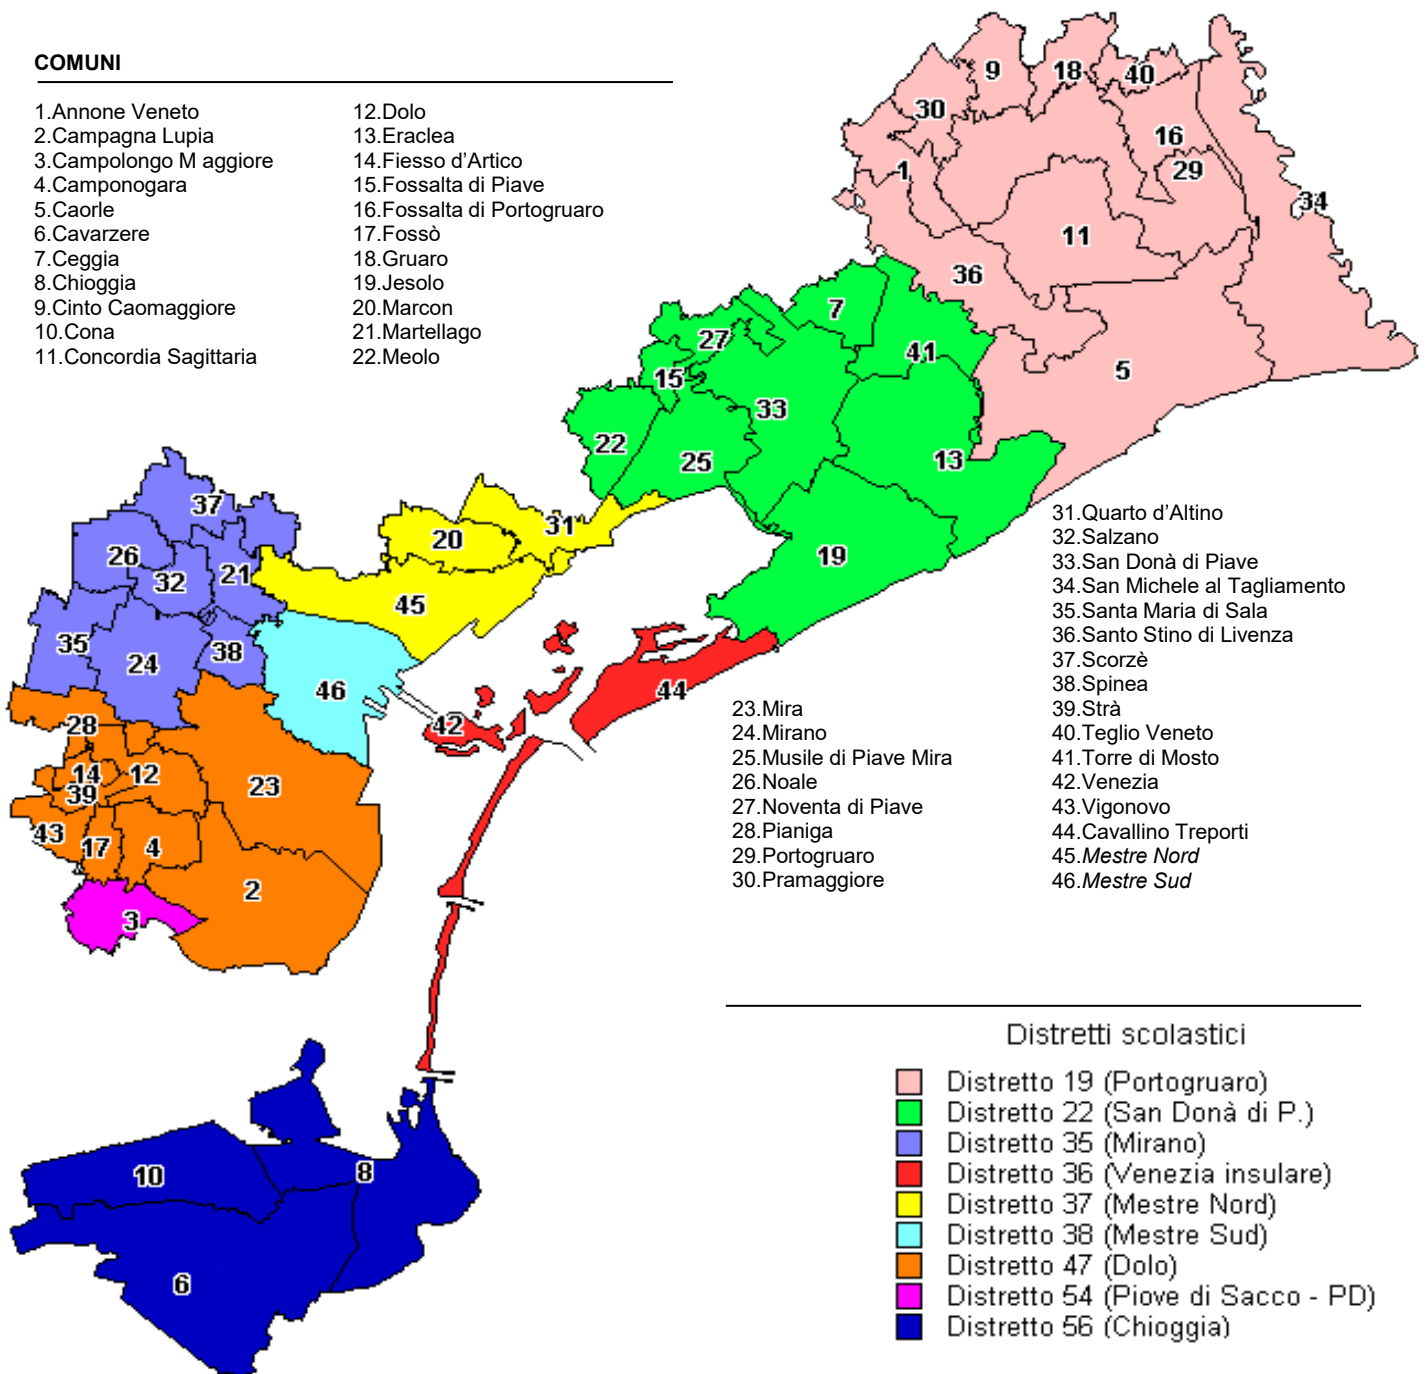 COMUNI
1.Annone Veneto
2.Campagna Lupia
3.Campolongo M aggiore
4.Camponogara
5.Caorle
6.Cavarzere
7.Ceggia
8.Chioggia
9.Cinto Caomaggiore
10.Cona
11.Concordia Sagittaria
12.Dolo
13.Eraclea
14.Fiesso d’Artico
15.Fossalta di Piave
16.Fossalta di Portogruaro
17.Fossò
18.Gruaro
19.Jesolo
20.Marcon
21.Martellago
22.Meolo
23.Mira
24.Mirano
25.Musile di Piave Mira
26.Noale
27.Noventa di Piave
28.Pianiga
29.Portogruaro
30.Pramaggiore
31.Quarto d’Altino
32.Salzano
33.San Donà di Piave
34.San Michele al Tagliamento
35.Santa Maria di Sala
36.Santo Stino di Livenza
37.Scorzè
38.Spinea
39.Strà
40.Teglio Veneto
41.Torre di Mosto
42.Venezia
43.Vigonovo
44.Cavallino Treporti
45.Mestre Nord
46.Mestre Sud
9
18
40
30
16
1
29
34
11
36
7
27
41
15
5
33
22
25
13
37
31
20
26
32
21
19
45
35
24
38
46
44
28
42
14
12
39
23
43
17
4
2
3
10
8
6
Distretti scolastici
Distretto 19 (Portogruaro)
Distretto 22 (San Donà di P.)
Distretto 35 (Mirano)
Distretto 36 (Venezia insulare)
Distretto 37 (Mestre Nord)
Distretto 38 (Mestre Sud)
Distretto 47 (Dolo)
Distretto 54 (Piove di Sacco - PD)
Distretto 56 (Chioggia)